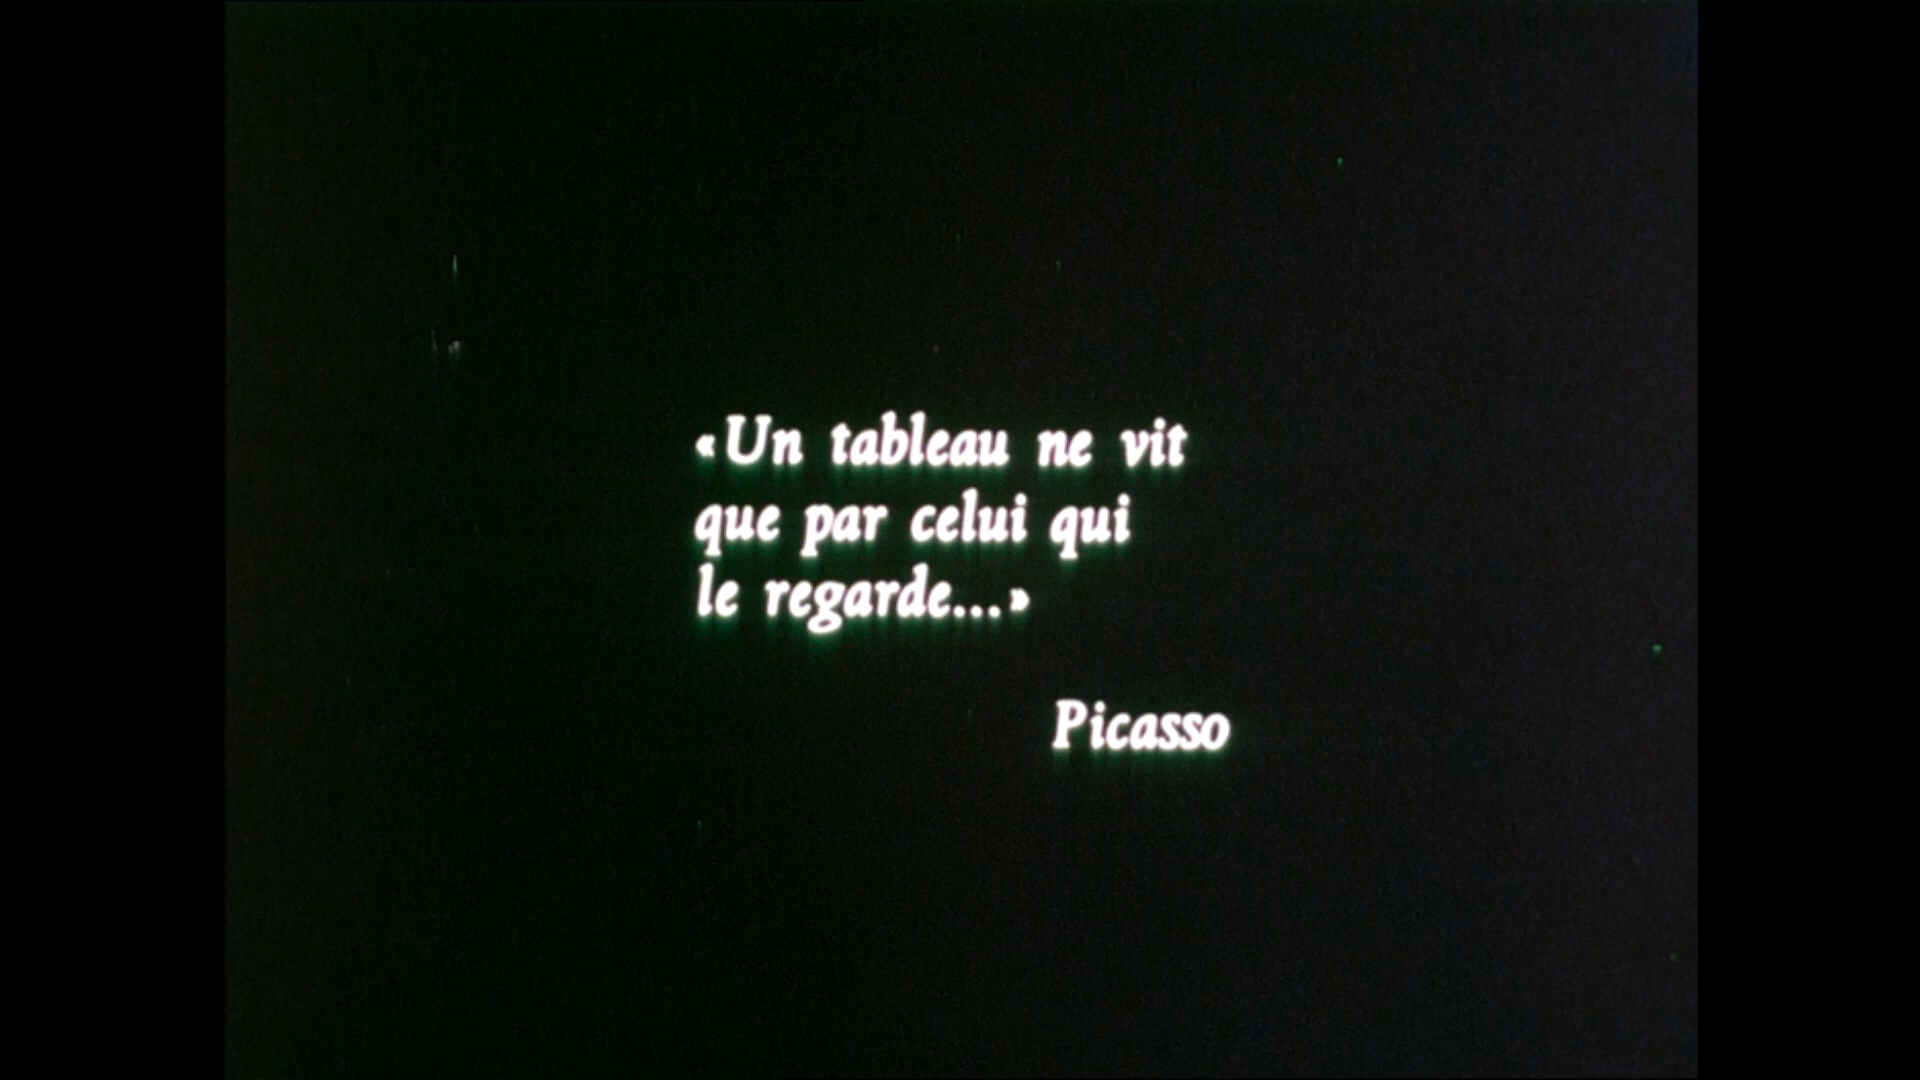 «Un tableau ne vit
que par celui qui
le regarde...»
Picasso